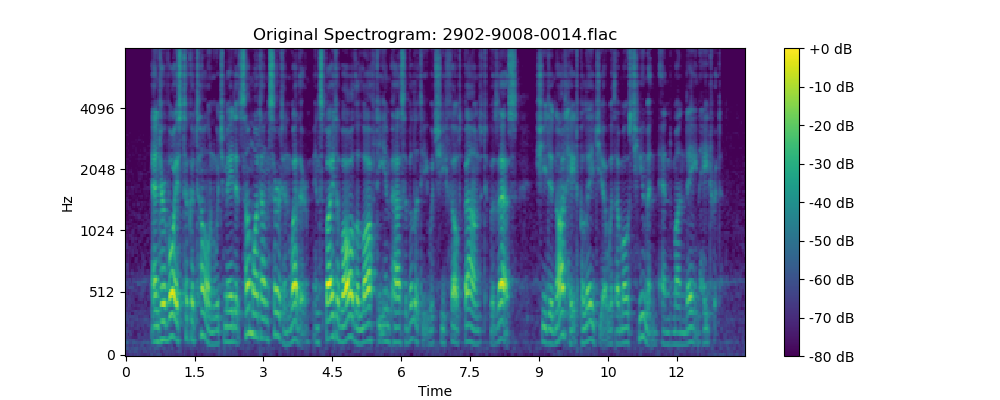 Original Spectrogram: 2902-9008-0014.flac
Hz
4096
2048
1024
512
0
0 1.5 3 4.5 6 7.5 9 10 12
Time
+0 dB
-10 dB
-20 dB
-30 dB
-40 dB
-50 dB
-60 dB
-70 dB
-80 dB